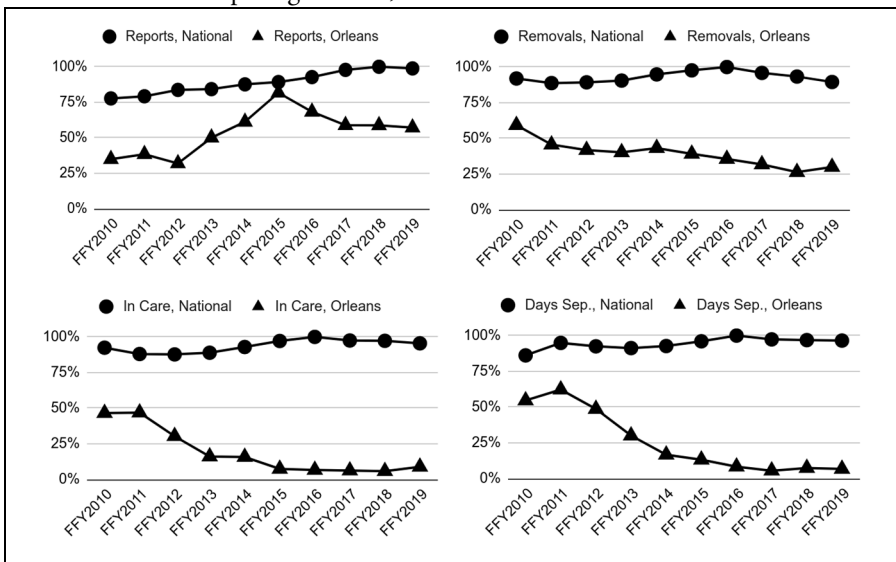 Reports, National Reports, Orleans
100%
75%
50%
25%
0%
FFY2010 FFY2011 FFY2012 FFY2013 FFY2014 FFY2015 FFY2016 FFY2017 FFY2018 FFY2019
Removals, National Removals, Orleans
100%
75%
50%
25%
0%
FFY2010 FFY2011 FFY2012 FFY2013 FFY2014 FFY2015 FFY2016 FFY2017 FFY2018 FFY2019
In Care, National In Care, Orleans
100%
75%
50%
25%
0%
FFY2010 FFY2011 FFY2012 FFY2013 FFY2014 FFY2015 FFY2016 FFY2017 FFY2018 FFY2019
Days Sep., National Days Sep., Orleans
100%
75%
50%
25%
0%
FFY2010 FFY2011 FFY2012 FFY2013 FFY2014 FFY2015 FFY2016 FFY2017 FFY2018 FFY2019